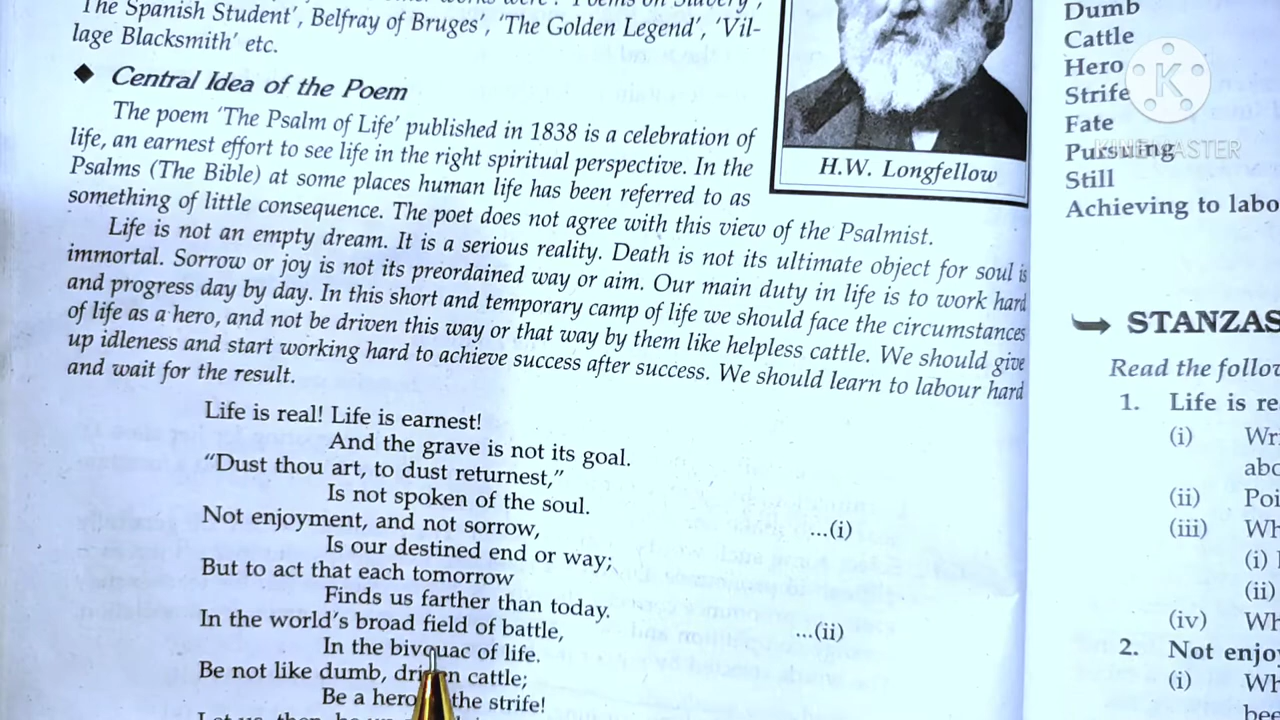 The Spanish Student', Belfray of Bruges', 'The Golden Legend', 'Vil-
lage Blacksmith' etc.
◆ Central Idea of the Poem
The poem 'The Psalm of Life' published in 1838 is a celebration of
life, an earnest effort to see life in the right spiritual perspective. In the
Psalms (The Bible) at some places human life has been referred to as
something of little consequence. The poet does not agree with this view of the Psalmist.
Life is not an empty dream. It is a serious reality. Death is not its ultimate object for soul is
immortal. Sorrow or joy is not its preordained way or aim. Our main duty in life is to work hard
and progress day by day. In this short and temporary camp of life we should face the circumstances
of life as a hero, and not be driven this way or that way by them like helpless cattle. We should give
up idleness and start working hard to achieve success after success. We should learn to labour hard
and wait for the result.
Life is real! Life is earnest!
And the grave is not its goal.
"Dust thou art, to dust returnest,"
Is not spoken of the soul.
Not enjoyment, and not sorrow, ...(i)
Is our destined end or way;
But to act that each tomorrow
Finds us farther than today.
In the world's broad field of battle, ...(ii)
In the bivouac of life.
Be not like dumb, driven cattle;
Be a hero the strife!
H.W. Longfellow
Dumb
Cattle
Hero
Strife
Fate
Pursuing
Still
Achieving to labo
K
KINEMASTER
STANZAS
Read the follo
1. Life is re
(i) Wri
abo
(ii) Poi
(iii) Wh
(i)
(ii)
(iv) Wh
2. Not enjoy
(i) Wh
bee